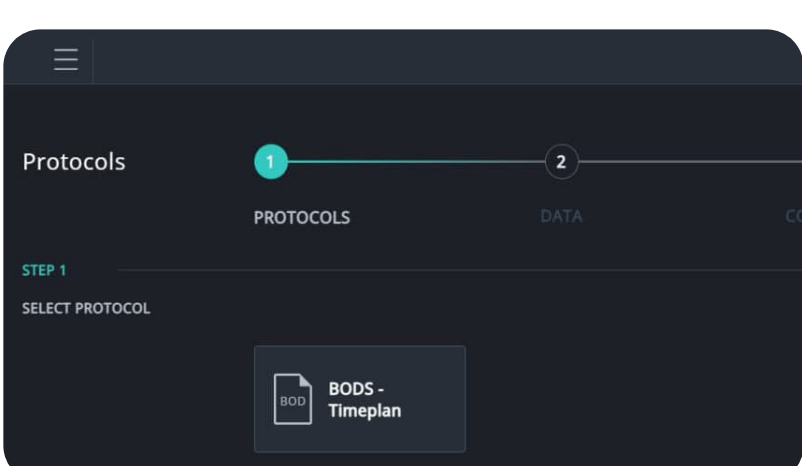 Protocols
1
2
PROTOCOLS
DATA
STEP 1
SELECT PROTOCOL
BOD
BODS -
Timeplan